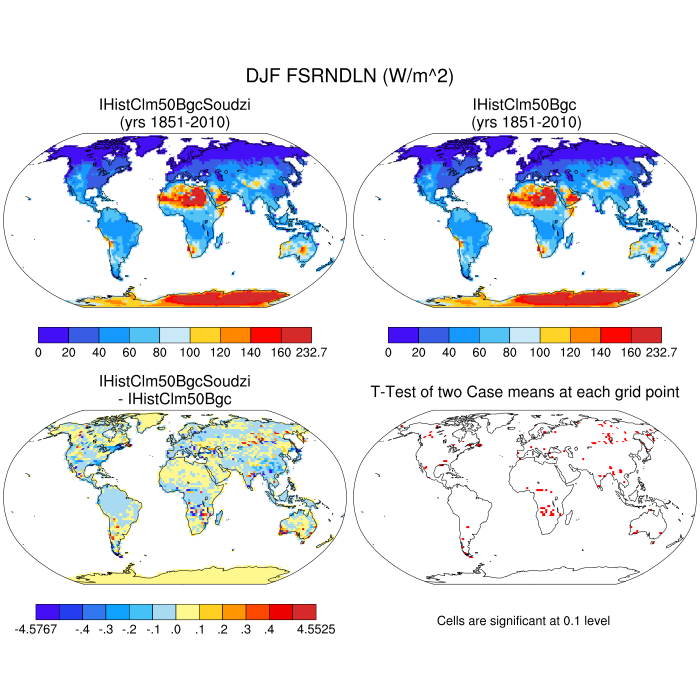 DJF FSRNDLN (W/m^2)
IHistClm50BgcSoudzi
(yrs 1851-2010)
IHistClm50Bgc
(yrs 1851-2010)
0 20 40 60 80 100 120 140 160 232.7
0 20 40 60 80 100 120 140 160 232.7
IHistClm50BgcSoudzi
- IHistClm50Bgc
T-Test of two Case means at each grid point
-4.5767 -.4 -.3 -.2 -.1 .0 .1 .2 .3 .4 4.5525
Cells are significant at 0.1 level